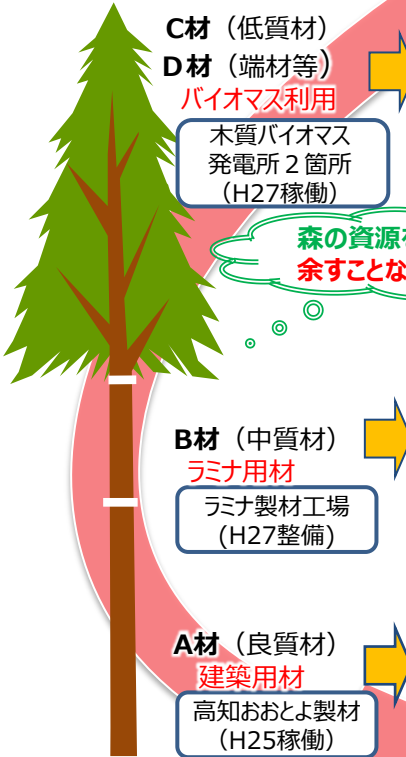 C材（低質材）
D材（端材等）
バイオマス利用
木質バイオマス
発電所２箇所
（H27稼働）
森の資源を
余すことな
B材（中質材）
ラミナ用材
ラミナ製材工場
(H27整備)
A材（良質材）
建築用材
高知おおとよ製材
（H25稼働）